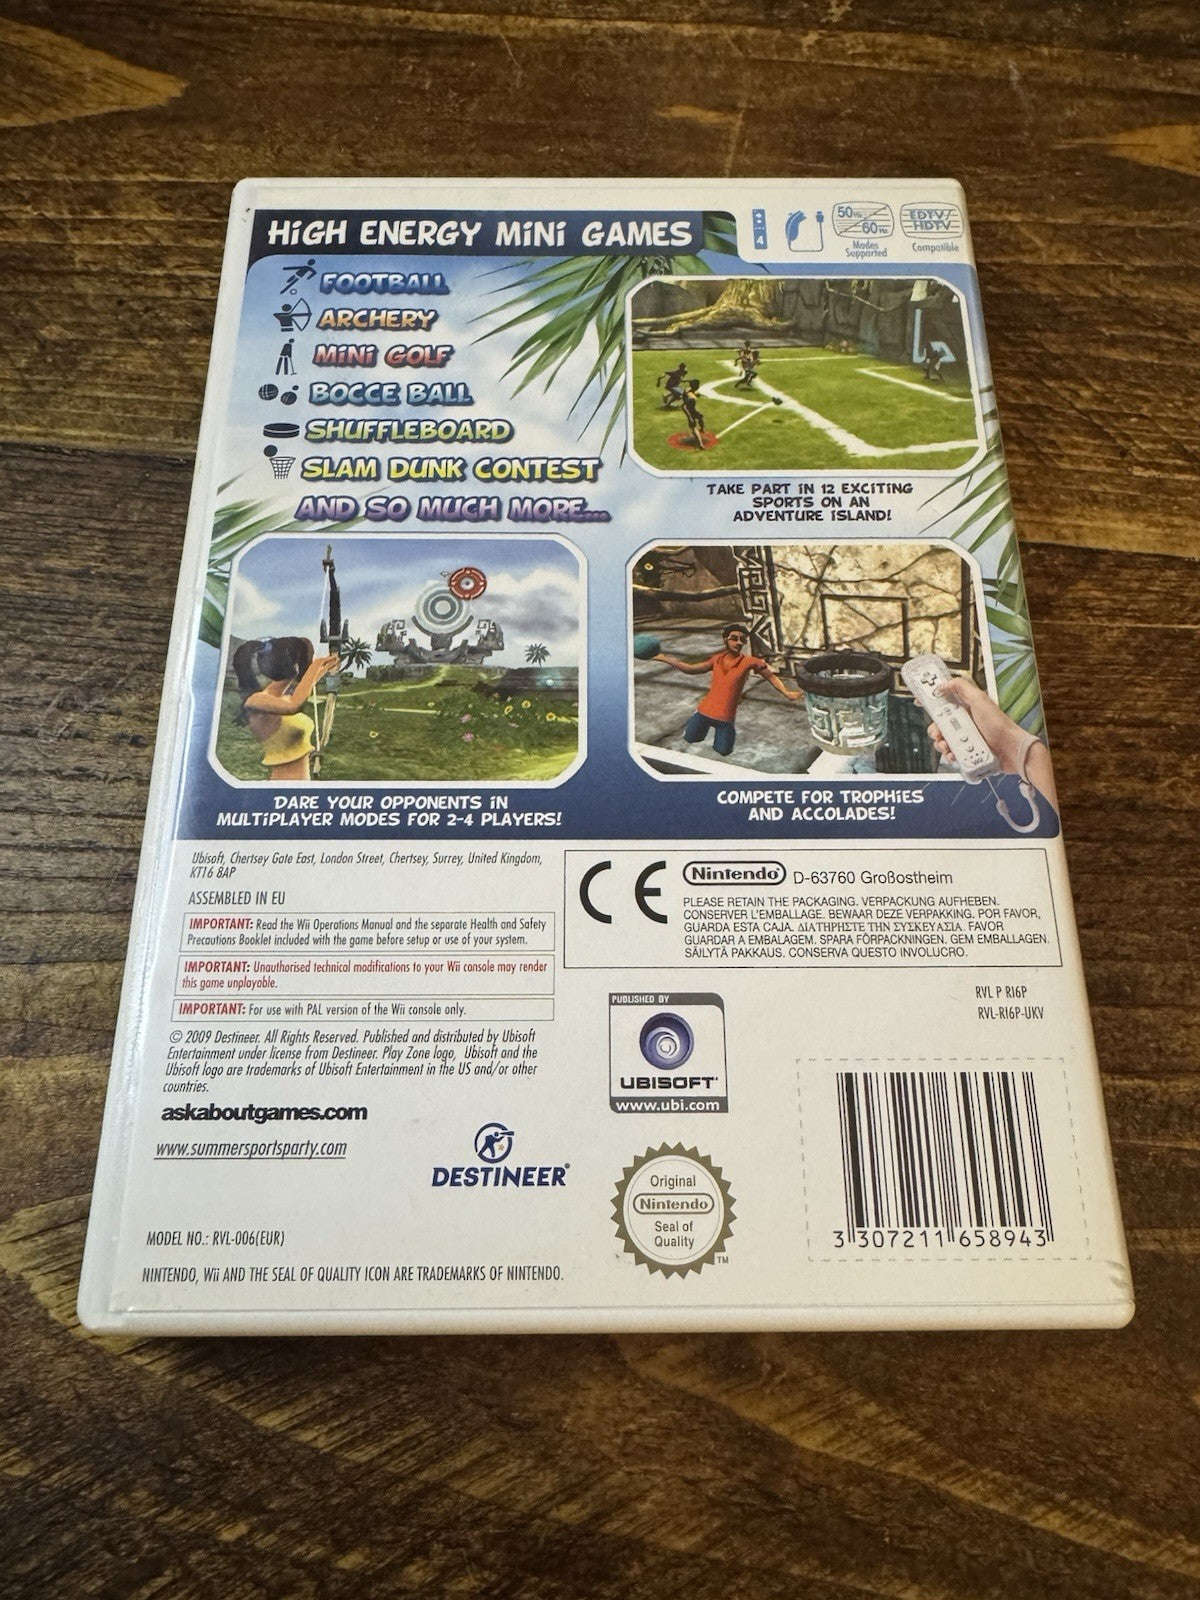 HiGH ENERGY MiNi GAMES
4
50Hz
60Hz
Modes
Supported
EDTV/
HDTV
Compatible
FOOTBALL
ARCHERY
MiNi GOLF
BOCCE BALL
SHUFFLEBOARD
SLAM DUNK CONTEST
AND SO MUCH MORE...
TAKE PART iN 12 EXCiTiNG
SPORTS ON AN
ADVENTURE iSLAND!
DARE YOUR OPPONENTS iN
MULTiPLAYER MODES FOR 2-4 PLAYERS!
COMPETE FOR TROPHiES
AND ACCOLADES!
Ubisoft, Chertsey Gate East, London Street, Chertsey, Surrey, United Kingdom,
KT16 8AP
ASSEMBLED IN EU
IMPORTANT: Read the Wii Operations Manual and the separate Health and Safety
Precautions Booklet included with the game before setup or use of your system.
IMPORTANT: Unauthorised technical modifications to your Wii console may render
this game unplayable.
IMPORTANT: For use with PAL version of the Wii console only.
© 2009 Destineer. All Rights Reserved. Published and distributed by Ubisoft
Entertainment under license from Destineer. Play Zone logo, Ubisoft and the
Ubisoft logo are trademarks of Ubisoft Entertainment in the US and/or other
countries.
askaboutgames.com
www.summersportsparty.com
DESTINEER®
MODEL NO.: RVL-006(EUR)
NINTENDO, Wii AND THE SEAL OF QUALITY ICON ARE TRADEMARKS OF NINTENDO.
CE
Nintendo® D-63760 Großostheim
PLEASE RETAIN THE PACKAGING. VERPACKUNG AUFHEBEN.
CONSERVER L'EMBALLAGE. BEWAAR DEZE VERPAKKING. POR FAVOR,
GUARDA ESTA CAJA. ΔΙΑΤΗΡΗΣΤΕ ΤΗΝ ΣΥΣΚΕΥΑΣΙΑ. FAVOR
GUARDAR A EMBALAGEM. SPARA FÖRPACKNINGEN. GEM EMBALLAGEN.
SÄILYTÄ PAKKAUS. CONSERVA QUESTO INVOLUCRO.
RVL P RI6P
RVL-RI6P-UKV
PUBLISHED BY
UBISOFT®
www.ubi.com
Original
Nintendo®
Seal of
Quality
TM
3 307211 658943